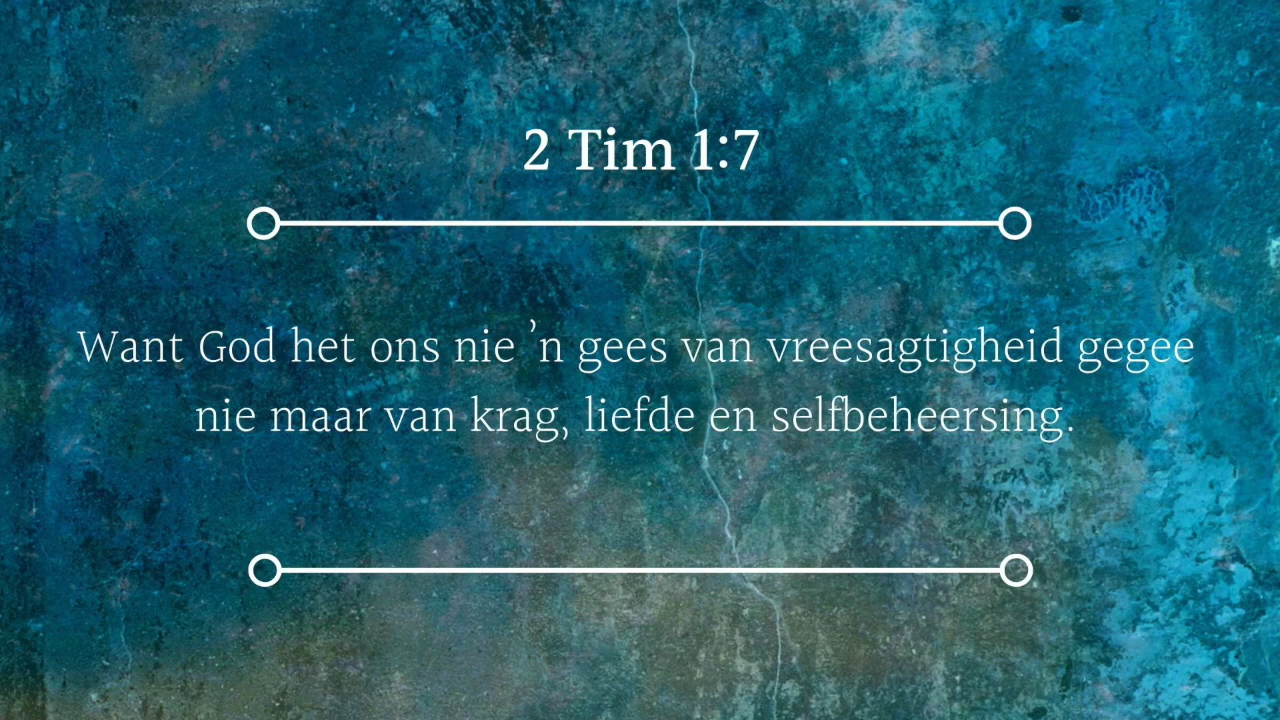 2 Tim 1:7
Want God het ons nie ’n gees van vreesagtigheid gegee
nie maar van krag, liefde en selfbeheersing.